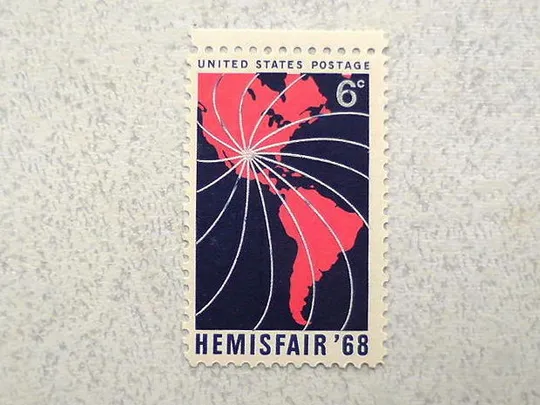 UNITED STATES POSTAGE
6c
HEMISFAIR '68